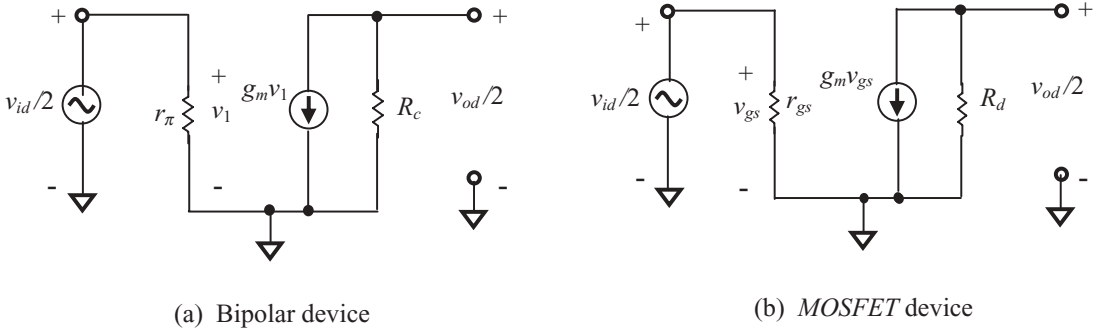 + + + +
v_id/2 r_π + v_1 - g_m v_1 R_c v_od/2 v_id/2 + v_gs - r_gs g_m v_gs R_d v_od/2
- - - -
(a) Bipolar device (b) MOSFET device